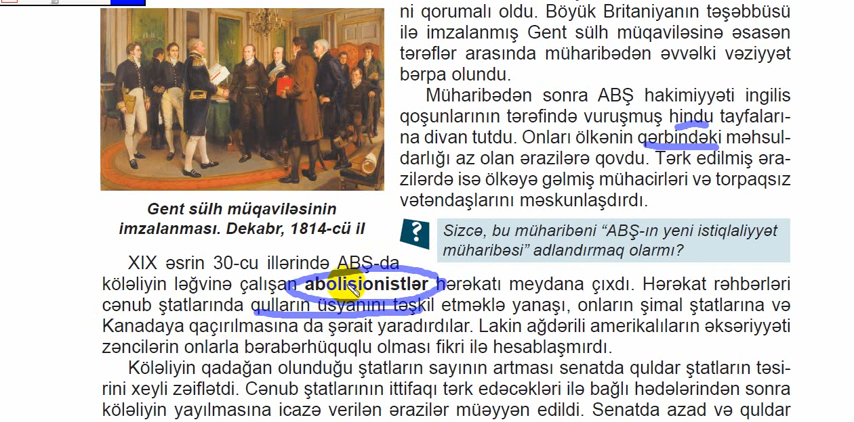 ni qorumalı oldu. Böyük Britaniyanın təşəbbüsü
ilə imzalanmış Gent sülh müqaviləsinə əsasən
tərəflər arasında müharibədən əvvəlki vəziyyət
bərpa olundu.
Müharibədən sonra ABŞ hakimiyyəti ingilis
qoşunlarının tərəfində vuruşmuş hindu tayfaları-
na divan tutdu. Onları ölkənin qərbindəki məhsul-
darlığı az olan ərazilərə qovdu. Tərk edilmiş əra-
zilərdə isə ölkəyə gəlmiş mühacirləri və torpaqsız
vətəndaşlarını məskunlaşdırdı.
Gent sülh müqaviləsinin
imzalanması. Dekabr, 1814-cü il
? Sizcə, bu müharibəni “ABŞ-ın yeni istiqlaliyyət
müharibəsi” adlandırmaq olarmı?
XIX əsrin 30-cu illərində ABŞ-da
köləliyin ləğvinə çalışan abolisionistlər hərəkatı meydana çıxdı. Hərəkat rəhbərləri
cənub ştatlarında qulların üsyanını təşkil etməklə yanaşı, onların şimal ştatlarına və
Kanadaya qaçırılmasına da şərait yaradırdılar. Lakin ağdərili amerikalıların əksəriyyəti
zəncilərin onlarla bərabərhüquqlu olması fikri ilə hesablaşmırdı.
Köləliyin qadağan olunduğu ştatların sayının artması senatda quldar ştatların təsi-
rini xeyli zəiflətdi. Cənub ştatlarının ittifaqı tərk edəcəkləri ilə bağlı hədələrindən sonra
köləliyin yayılmasına icazə verilən ərazilər müəyyən edildi. Senatda azad və quldar